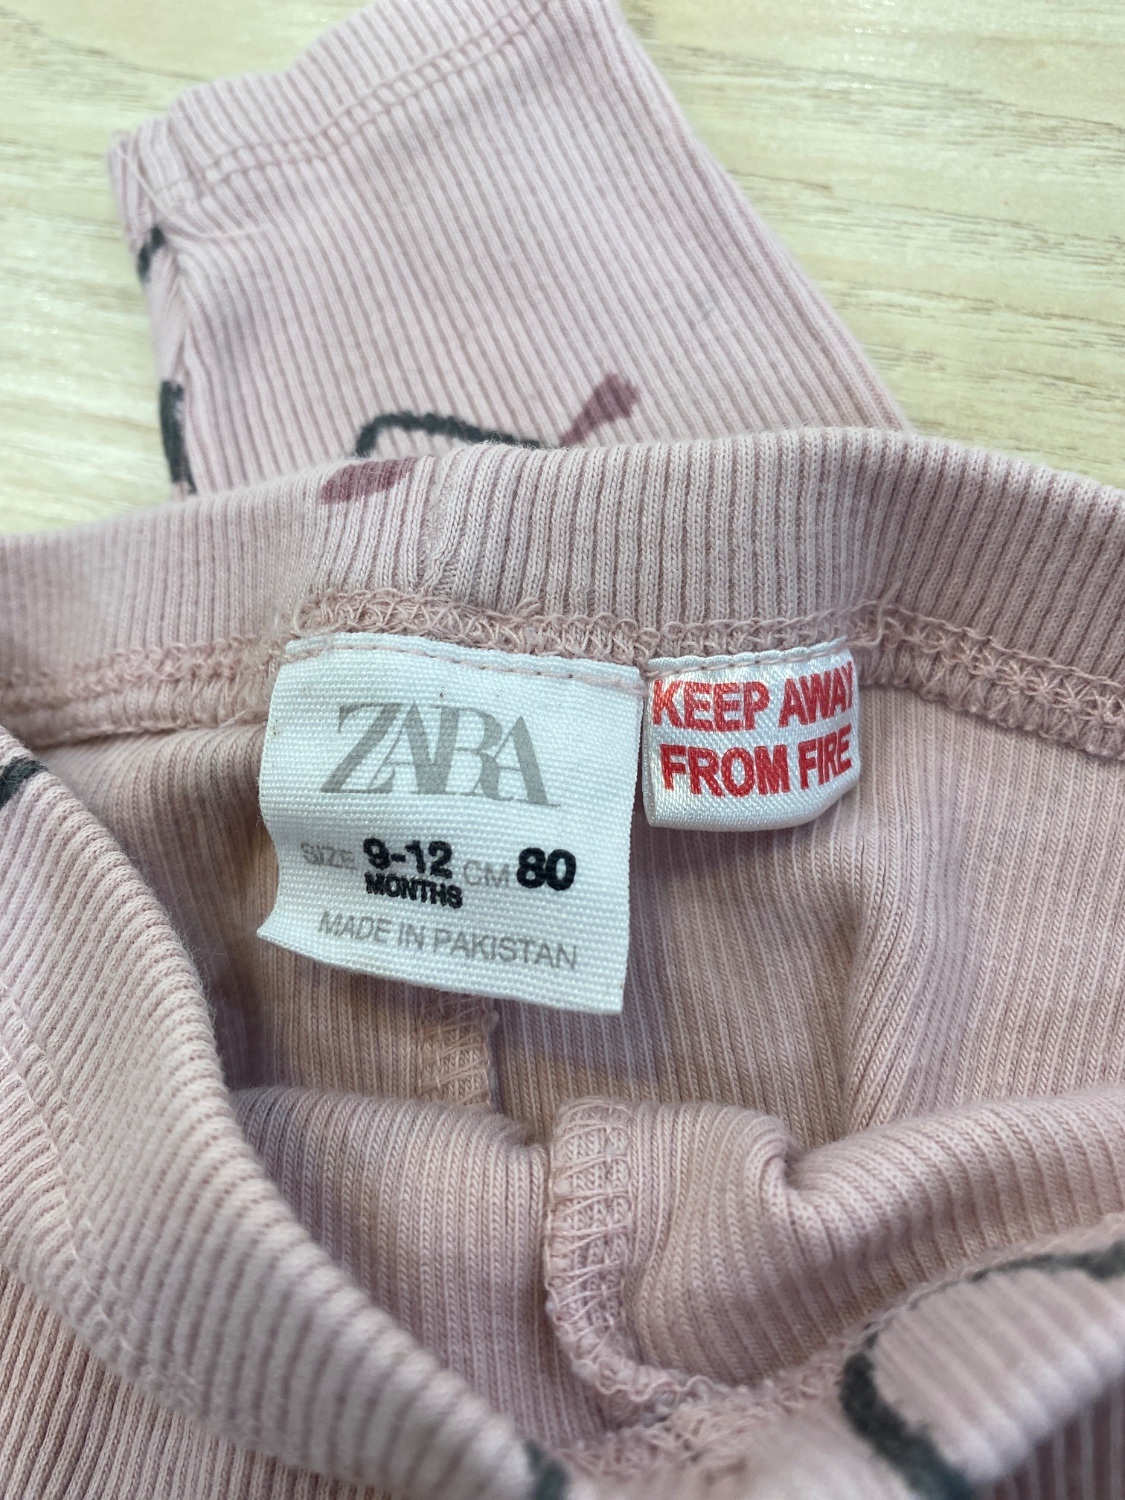 ZARA
SIZE 9-12 MONTHS CM 80
MADE IN PAKISTAN
KEEP AWAY
FROM FIRE